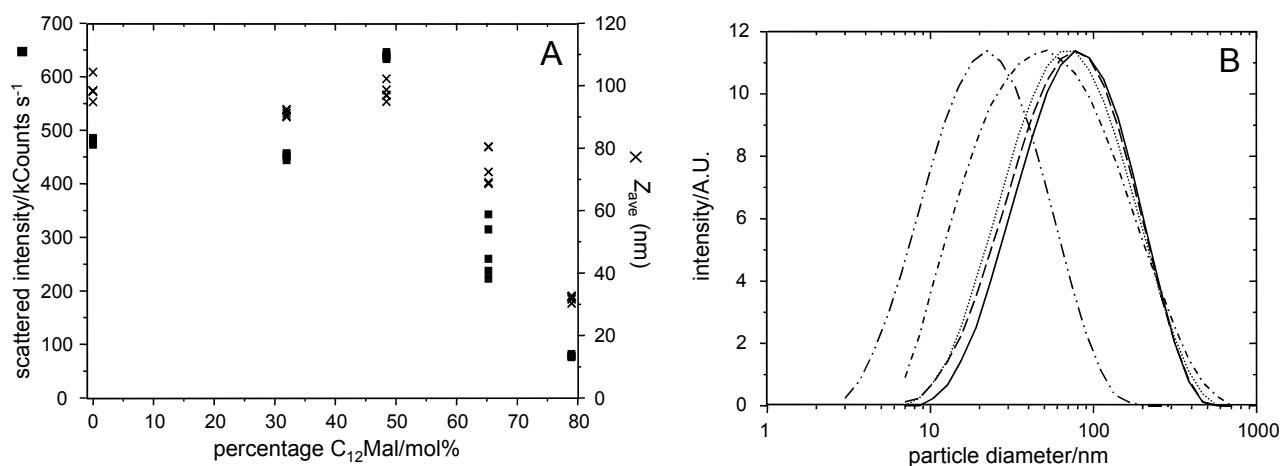 A
■ scattered intensity/kCounts s⁻¹
700
600
500
400
300
200
100
0
0 10 20 30 40 50 60 70 80
percentage C₁₂Mal/mol%
120
100
80
60
40
20
0
× Zₐᵥₑ (nm)
B
intensity/A.U.
12
10
8
6
4
2
0
1 10 100 1000
particle diameter/nm